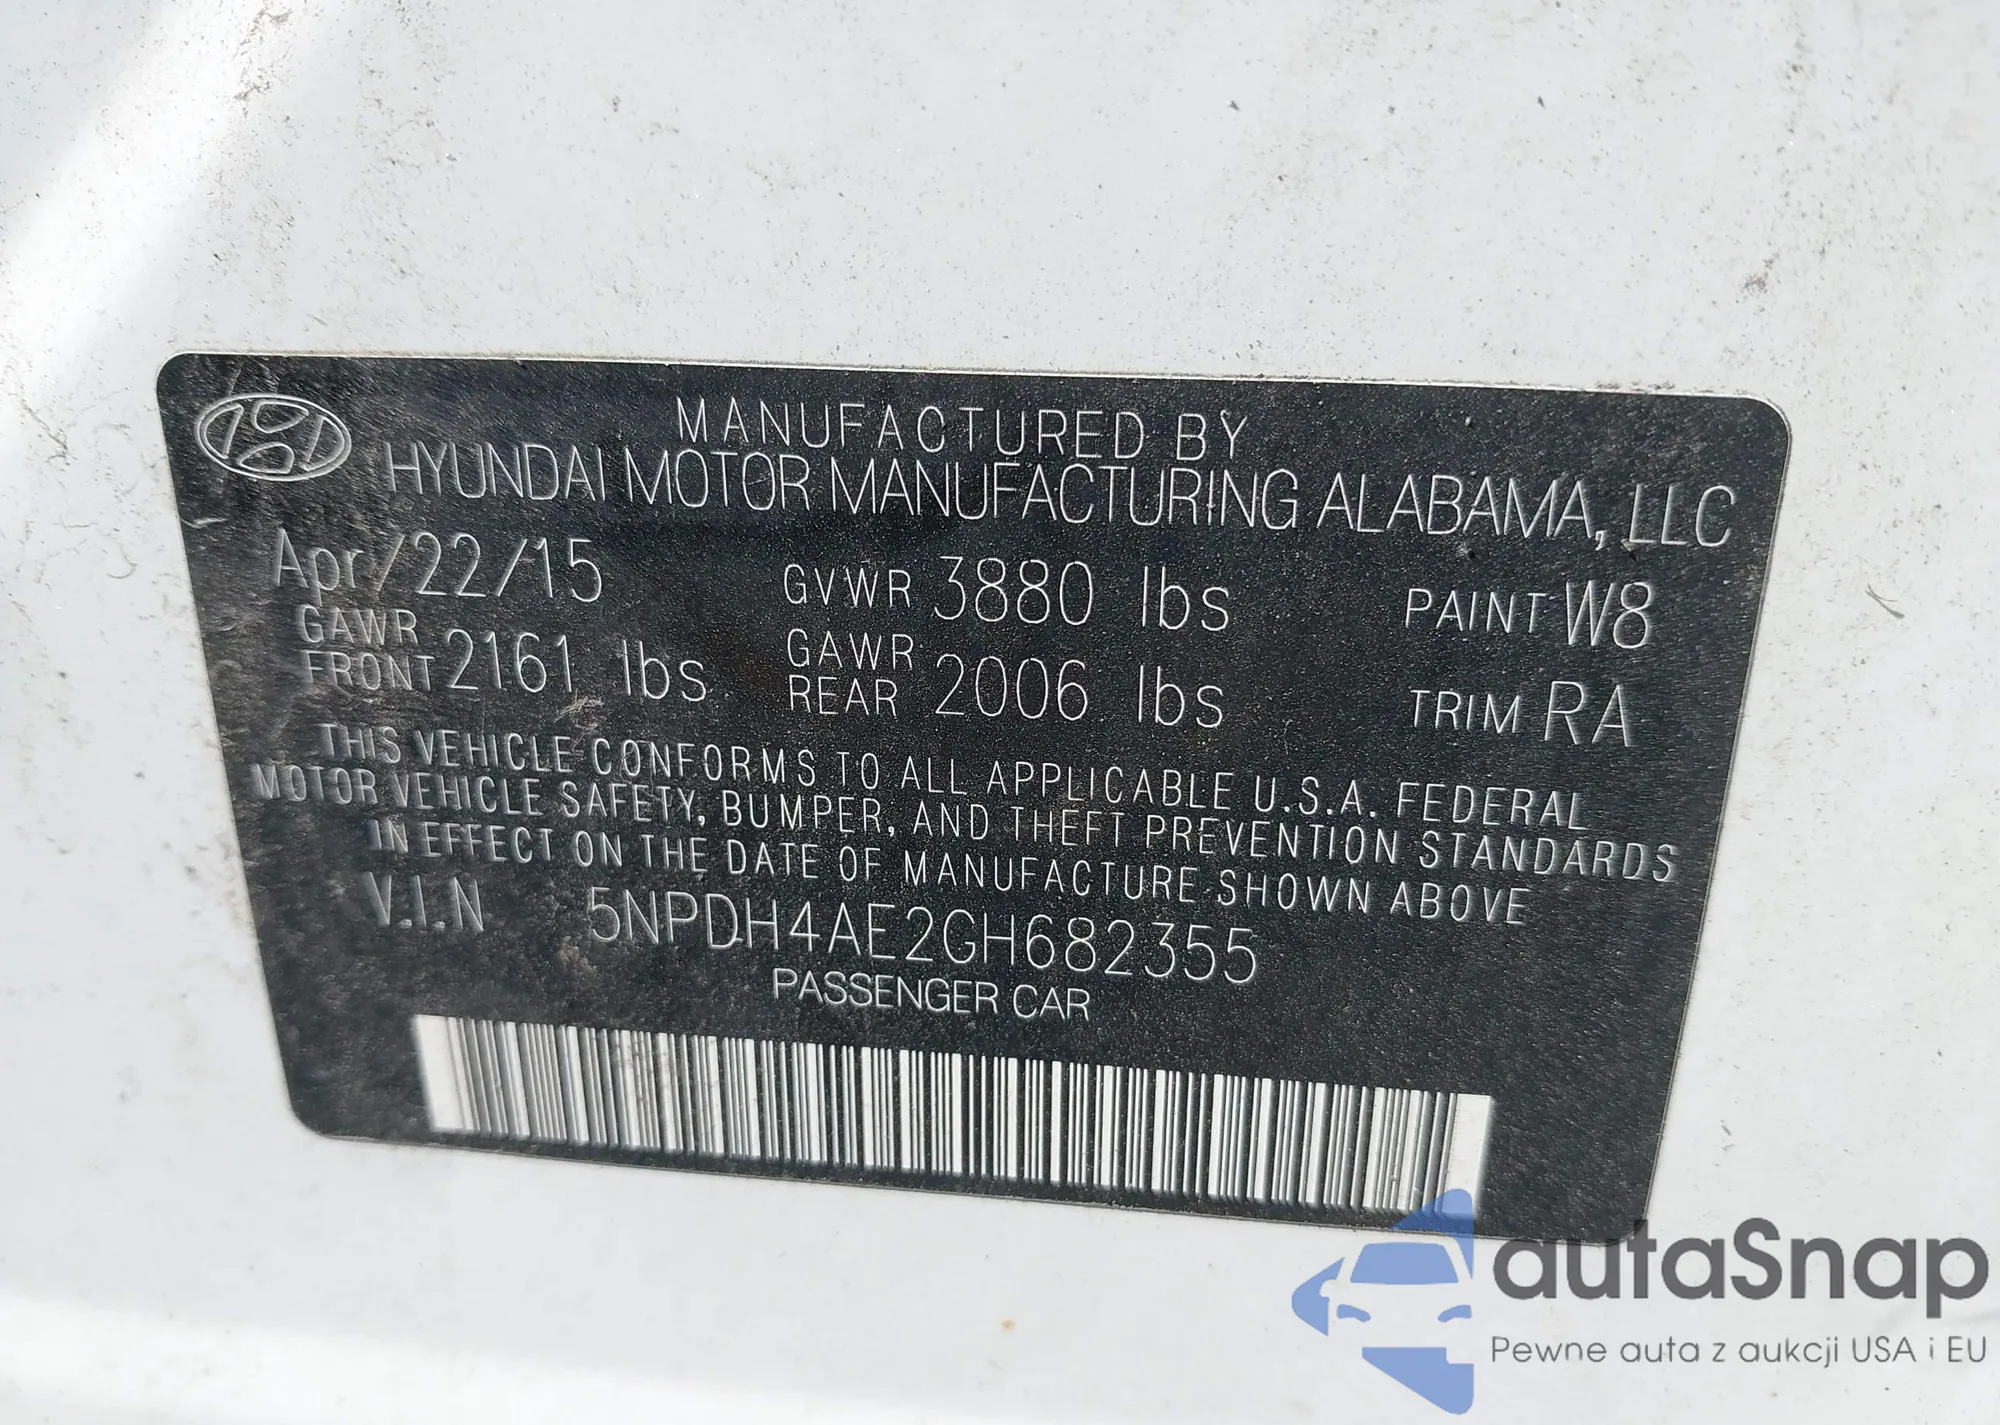 MANUFACTURED BY
HYUNDAI MOTOR MANUFACTURING ALABAMA, LLC
Apr/22/15 GVWR 3880 lbs PAINT W8
GAWR FRONT 2161 lbs GAWR REAR 2006 lbs TRIM RA
THIS VEHICLE CONFORMS TO ALL APPLICABLE U.S.A. FEDERAL
MOTOR VEHICLE SAFETY, BUMPER, AND THEFT PREVENTION STANDARDS
IN EFFECT ON THE DATE OF MANUFACTURE SHOWN ABOVE
V.I.N 5NPDH4AE2GH682355
PASSENGER CAR
autaSnap
Pewne auta z aukcji USA i EU